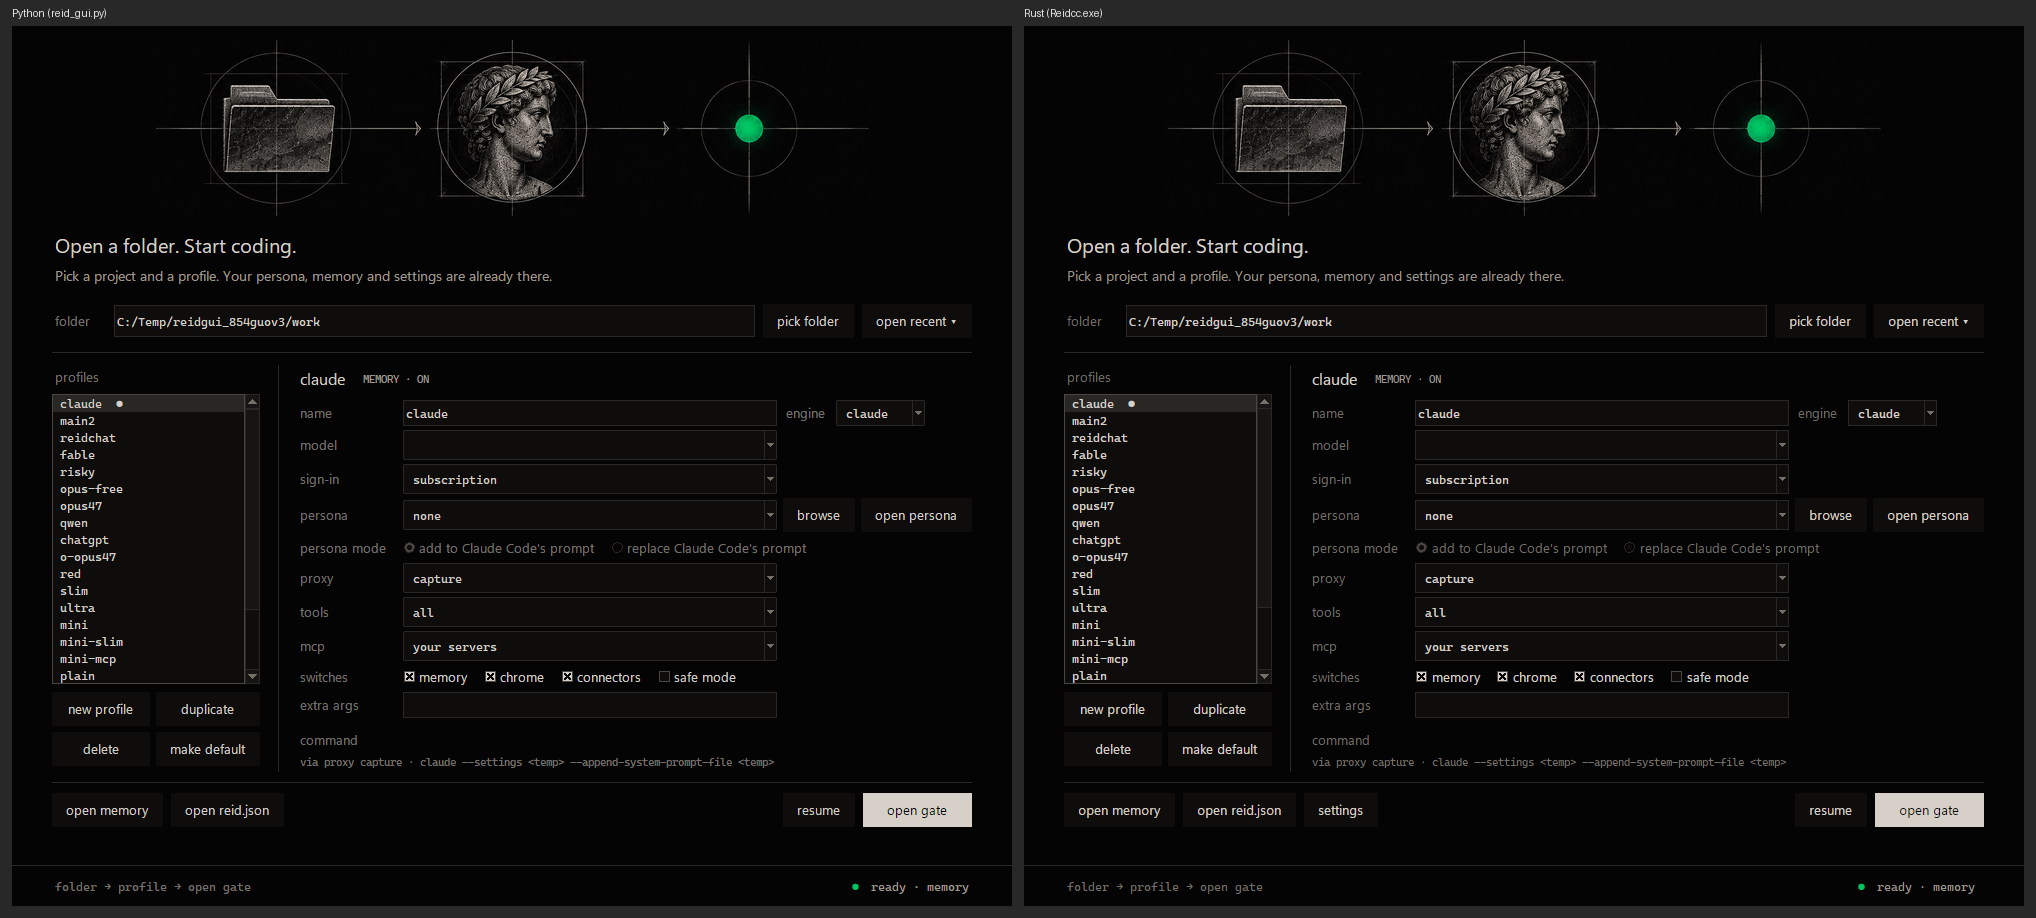 Python (reid_gui.py)
Open a folder. Start coding.
Pick a project and a profile. Your persona, memory and settings are already there.
folder C:/Temp/reidgui_854guov3/work pick folder open recent ▾
profiles
claude ●
main2
reidchat
fable
risky
opus-free
opus47
qwen
chatgpt
o-opus47
red
slim
ultra
mini
mini-slim
mini-mcp
plain
new profile duplicate
delete make default
claude MEMORY · ON
name claude engine claude
model
sign-in subscription
persona none browse open persona
persona mode add to Claude Code's prompt replace Claude Code's prompt
proxy capture
tools all
mcp your servers
switches memory chrome connectors safe mode
extra args
command
via proxy capture · claude --settings <temp> --append-system-prompt-file <temp>
open memory open reid.json resume open gate
folder → profile → open gate ● ready · memory
Rust (Reidcc.exe)
Open a folder. Start coding.
Pick a project and a profile. Your persona, memory and settings are already there.
folder C:/Temp/reidgui_854guov3/work pick folder open recent ▾
profiles
claude ●
main2
reidchat
fable
risky
opus-free
opus47
qwen
chatgpt
o-opus47
red
slim
ultra
mini
mini-slim
mini-mcp
plain
new profile duplicate
delete make default
claude MEMORY · ON
name claude engine claude
model
sign-in subscription
persona none browse open persona
persona mode add to Claude Code's prompt replace Claude Code's prompt
proxy capture
tools all
mcp your servers
switches memory chrome connectors safe mode
extra args
command
via proxy capture · claude --settings <temp> --append-system-prompt-file <temp>
open memory open reid.json settings resume open gate
folder → profile → open gate ● ready · memory